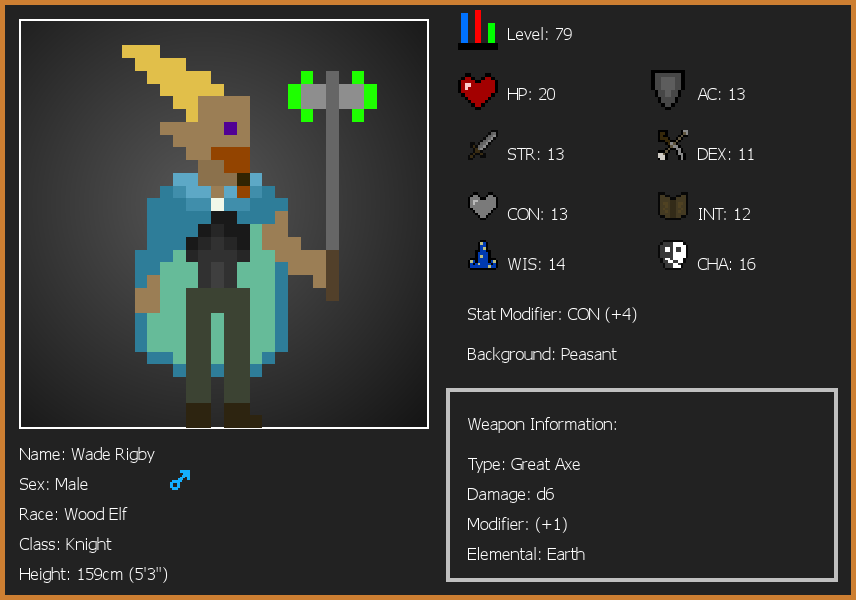 Level: 79
HP: 20
AC: 13
STR: 13
DEX: 11
CON: 13
INT: 12
WIS: 14
CHA: 16
Stat Modifier: CON (+4)
Background: Peasant
Weapon Information:
Type: Great Axe
Damage: d6
Modifier: (+1)
Elemental: Earth
Name: Wade Rigby
Sex: Male
Race: Wood Elf
Class: Knight
Height: 159cm (5'3")